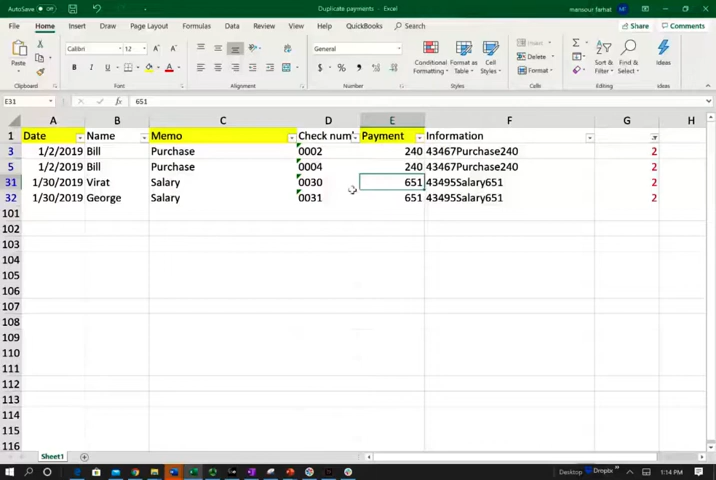 AutoSave Off Duplicate payments - Excel mansour farhat MF
File Home Insert Draw Page Layout Formulas Data Review View Help QuickBooks Search Share Comments
Calibri 12 General Insert
Paste B I U $ % Conditional Formatting Format as Table Cell Styles Delete Format Sort & Filter Find & Select Ideas
Clipboard Font Alignment Number Styles Cells Editing Ideas
E31 fx 651
A B C D E F G H
1 Date Name Memo Check num Payment Information
3 1/2/2019 Bill Purchase 0002 240 43467Purchase240 2
5 1/2/2019 Bill Purchase 0004 240 43467Purchase240 2
31 1/30/2019 Virat Salary 0030 651 43495Salary651 2
32 1/30/2019 George Salary 0031 651 43495Salary651 2
101
102
103
104
105
106
107
108
109
110
111
112
113
114
115
116
Sheet1
Desktop Dropbx 1:14 PM